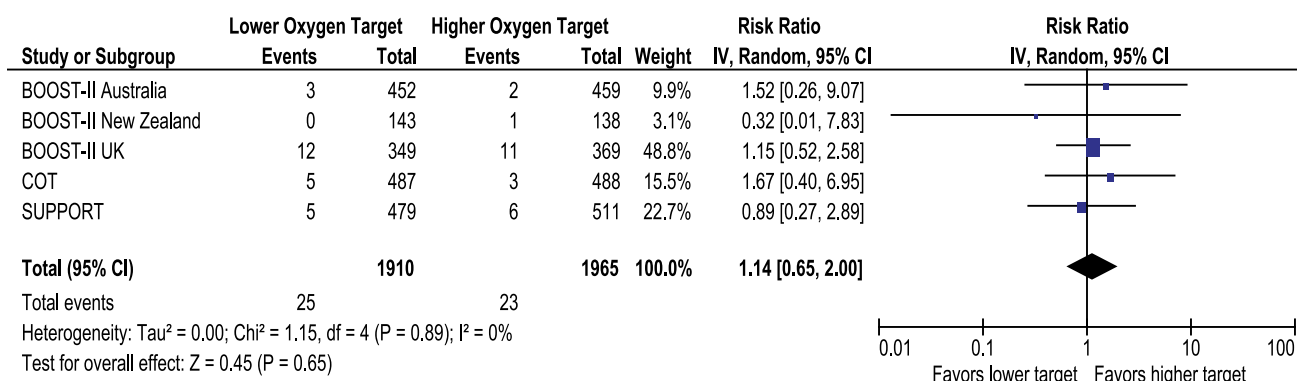 Lower Oxygen Target Higher Oxygen Target Risk Ratio Risk Ratio
Study or Subgroup Events Total Events Total Weight IV, Random, 95% CI IV, Random, 95% CI
BOOST-II Australia 3 452 2 459 9.9% 1.52 [0.26, 9.07]
BOOST-II New Zealand 0 143 1 138 3.1% 0.32 [0.01, 7.83]
BOOST-II UK 12 349 11 369 48.8% 1.15 [0.52, 2.58]
COT 5 487 3 488 15.5% 1.67 [0.40, 6.95]
SUPPORT 5 479 6 511 22.7% 0.89 [0.27, 2.89]
Total (95% CI) 1910 1965 100.0% 1.14 [0.65, 2.00]
Total events 25 23
Heterogeneity: Tau² = 0.00; Chi² = 1.15, df = 4 (P = 0.89); I² = 0%
Test for overall effect: Z = 0.45 (P = 0.65)
0.01 0.1 1 10 100
Favors lower target Favors higher target